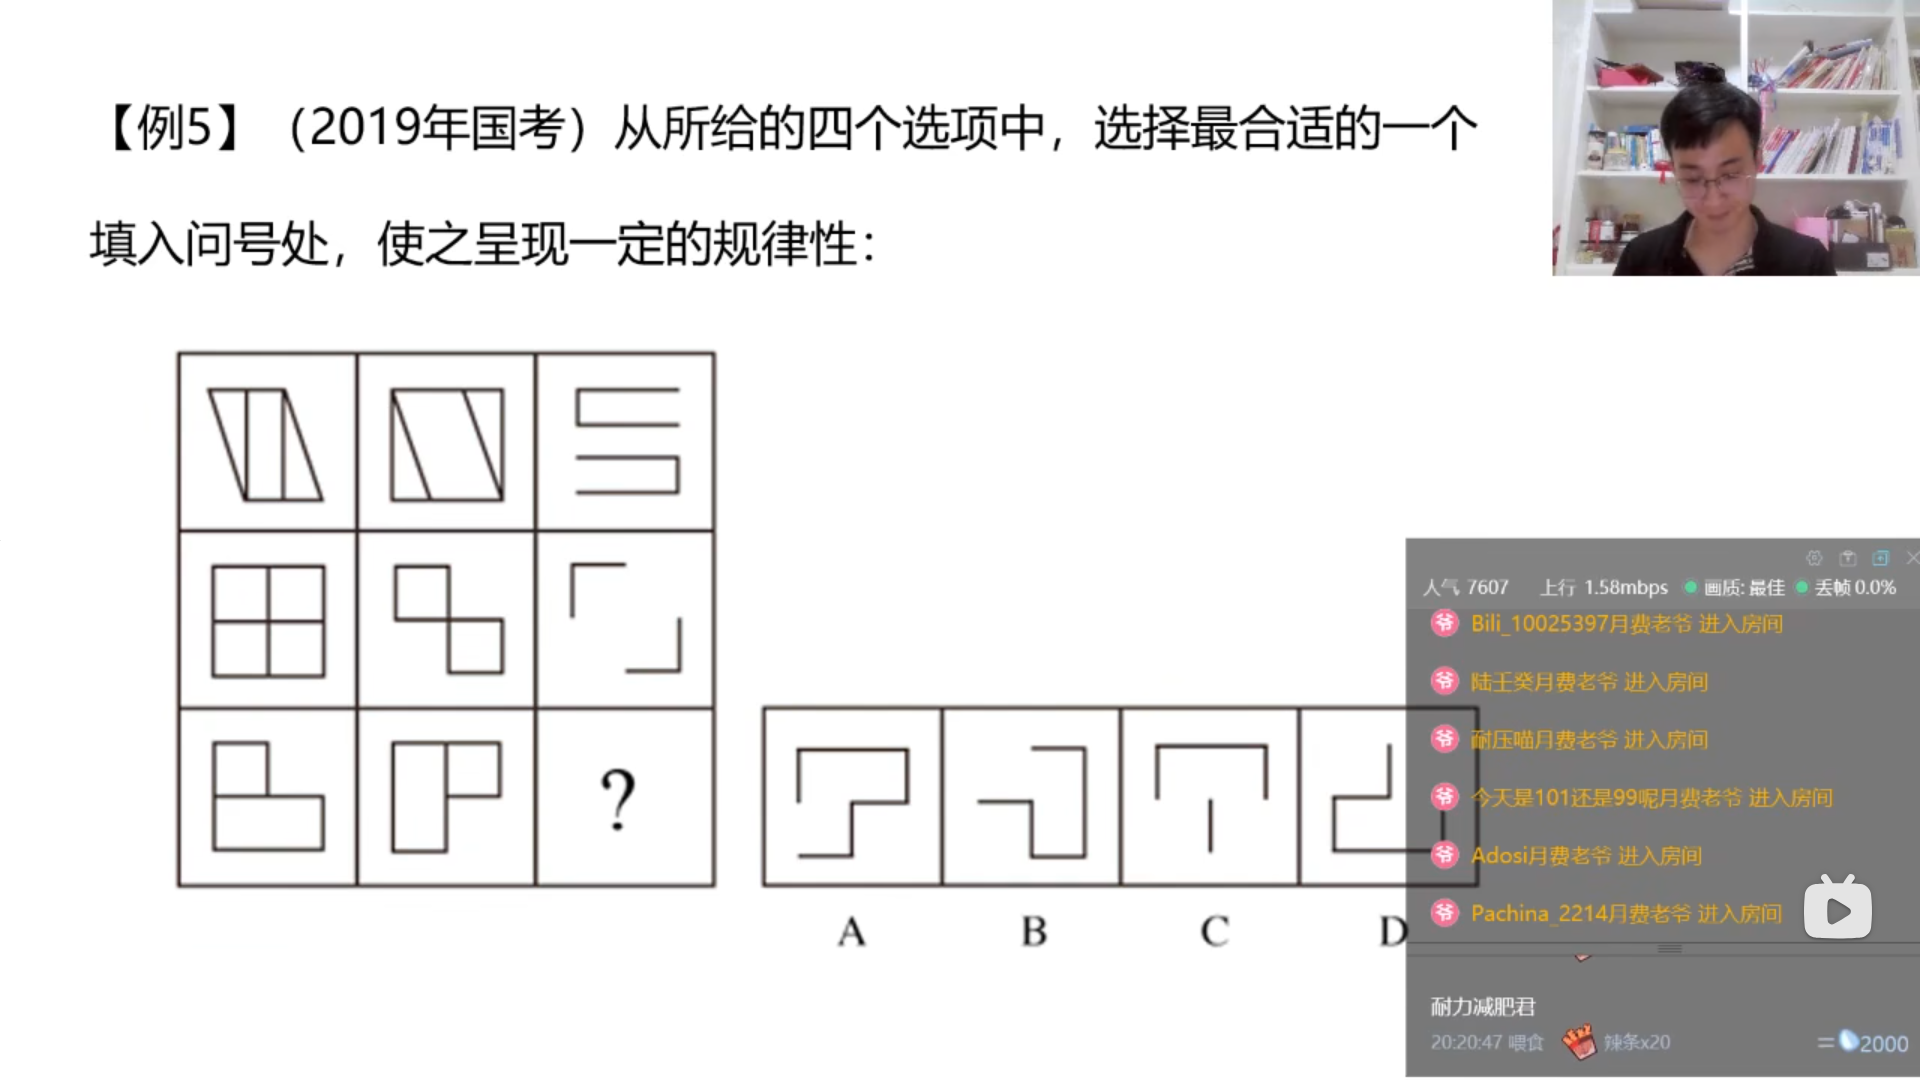 【例5】（2019年国考）从所给的四个选项中，选择最合适的一个
填入问号处，使之呈现一定的规律性：
?
A B C D
人气 7607 上行 1.58mbps 画质: 最佳 丢帧 0.0%
爷 Bili_10025397月费老爷 进入房间
爷 陆壬癸月费老爷 进入房间
爷 耐压喵月费老爷 进入房间
爷 今天是101还是99呢月费老爷 进入房间
爷 Adosi月费老爷 进入房间
爷 Pachina_2214月费老爷 进入房间
耐力减肥君
20:20:47 喂食 辣条x20 =2000